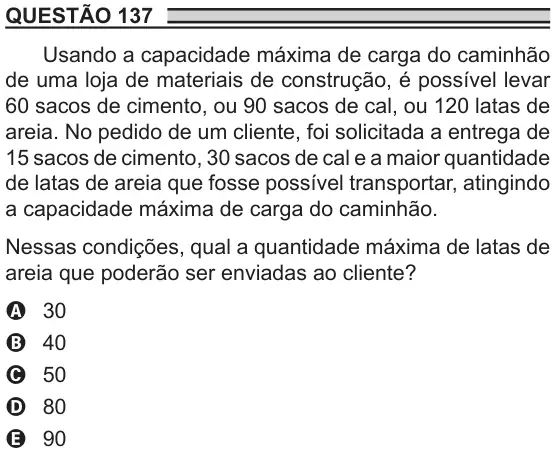 QUESTÃO 137
Usando a capacidade máxima de carga do caminhão
de uma loja de materiais de construção, é possível levar
60 sacos de cimento, ou 90 sacos de cal, ou 120 latas de
areia. No pedido de um cliente, foi solicitada a entrega de
15 sacos de cimento, 30 sacos de cal e a maior quantidade
de latas de areia que fosse possível transportar, atingindo
a capacidade máxima de carga do caminhão.
Nessas condições, qual a quantidade máxima de latas de
areia que poderão ser enviadas ao cliente?
A 30
B 40
C 50
D 80
E 90